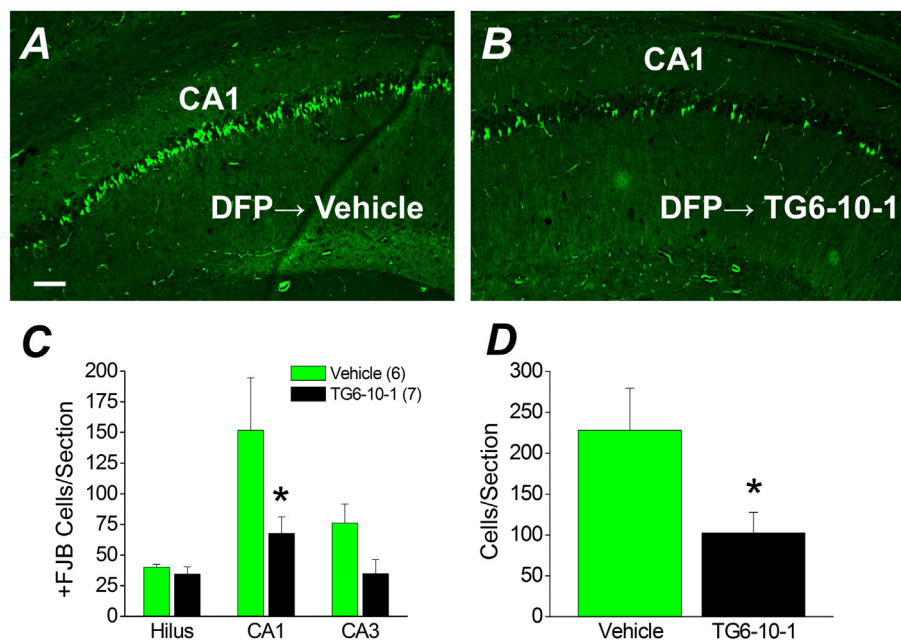 A
CA1
DFP→ Vehicle
B
CA1
DFP→ TG6-10-1
C
+FJB Cells/Section
200
175
150
125
100
75
50
25
0
Vehicle (6)
TG6-10-1 (7)
*
Hilus CA1 CA3
D
Cells/Section
300
250
200
150
100
50
0
*
Vehicle TG6-10-1